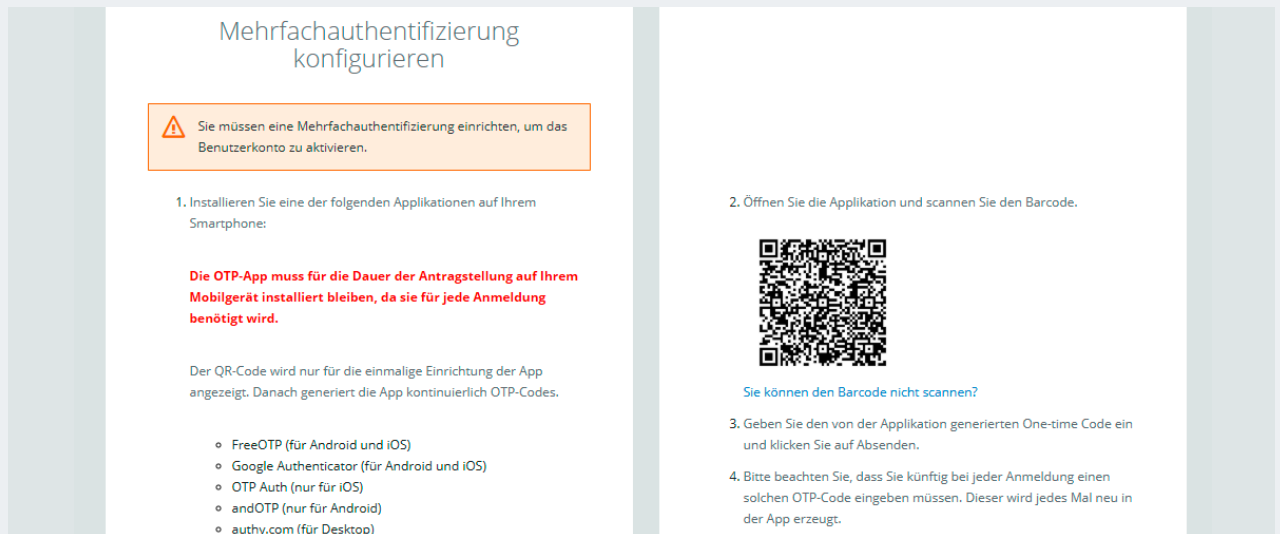 Mehrfachauthentifizierung
konfigurieren
Sie müssen eine Mehrfachauthentifizierung einrichten, um das
Benutzerkonto zu aktivieren.
1. Installieren Sie eine der folgenden Applikationen auf Ihrem
Smartphone:
Die OTP-App muss für die Dauer der Antragstellung auf Ihrem
Mobilgerät installiert bleiben, da sie für jede Anmeldung
benötigt wird.
Der QR-Code wird nur für die einmalige Einrichtung der App
angezeigt. Danach generiert die App kontinuierlich OTP-Codes.
FreeOTP (für Android und iOS)
Google Authenticator (für Android und iOS)
OTP Auth (nur für iOS)
andOTP (nur für Android)
authy.com (für Desktop)
2. Öffnen Sie die Applikation und scannen Sie den Barcode.
Sie können den Barcode nicht scannen?
3. Geben Sie den von der Applikation generierten One-time Code ein
und klicken Sie auf Absenden.
4. Bitte beachten Sie, dass Sie künftig bei jeder Anmeldung einen
solchen OTP-Code eingeben müssen. Dieser wird jedes Mal neu in
der App erzeugt.